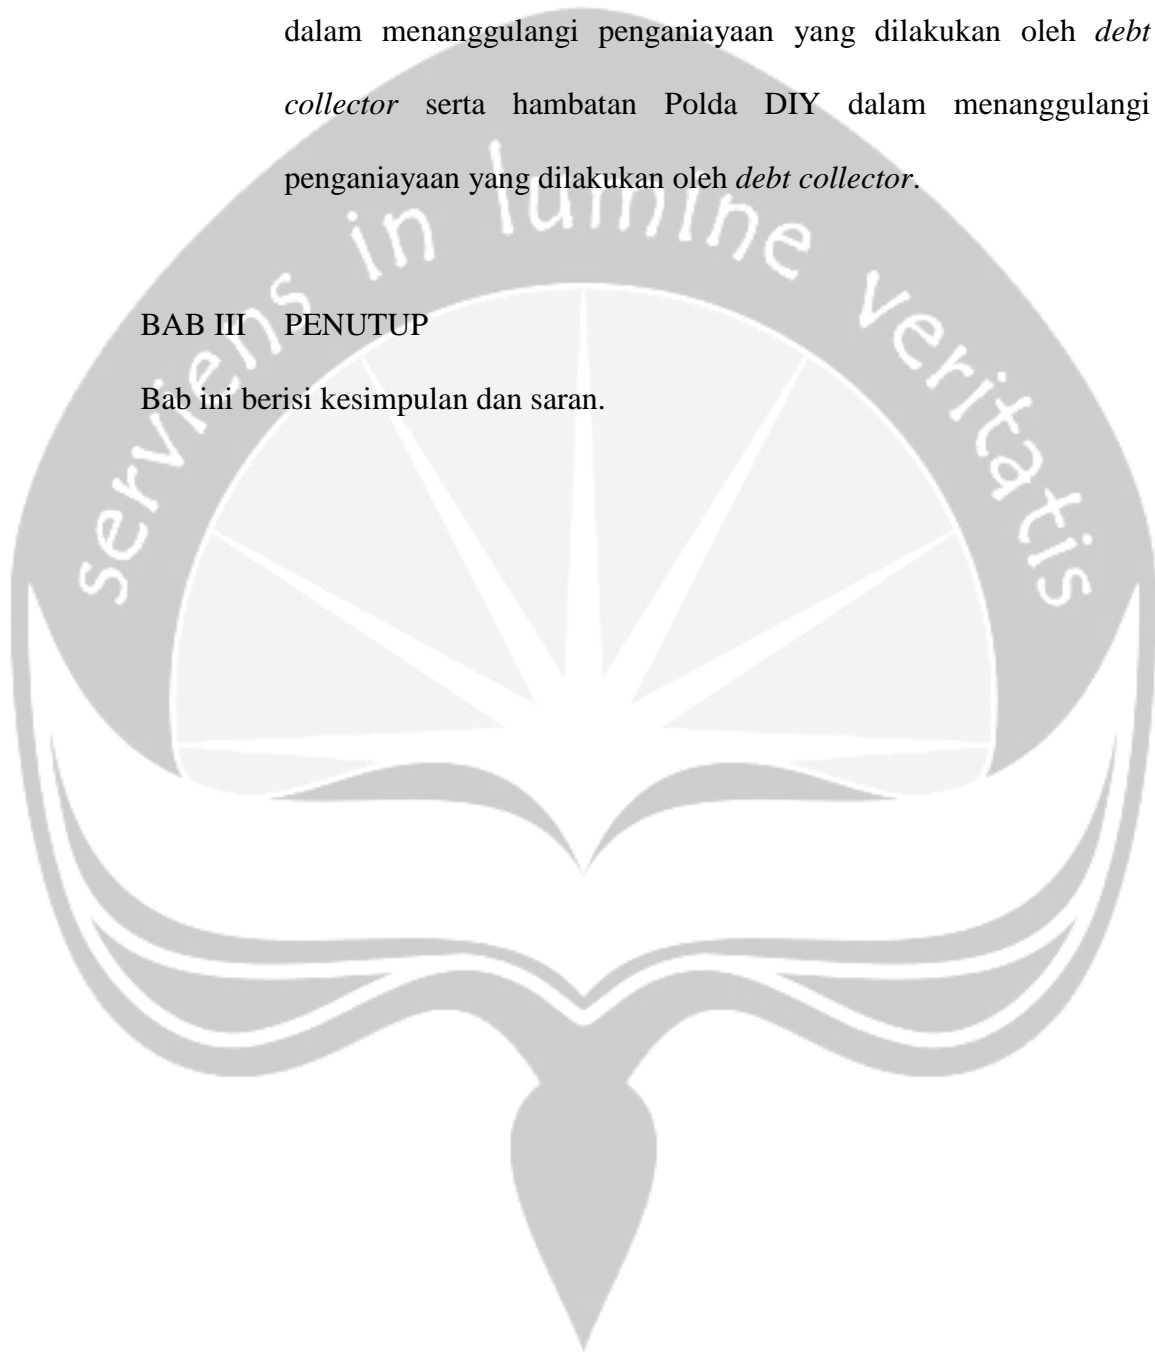 dalam menanggulangi penganiayaan yang dilakukan oleh debt
collector serta hambatan Polda DIY dalam menanggulangi
penganiayaan yang dilakukan oleh debt collector.
serviens in lumine veritatis
BAB III PENUTUP
Bab ini berisi kesimpulan dan saran.